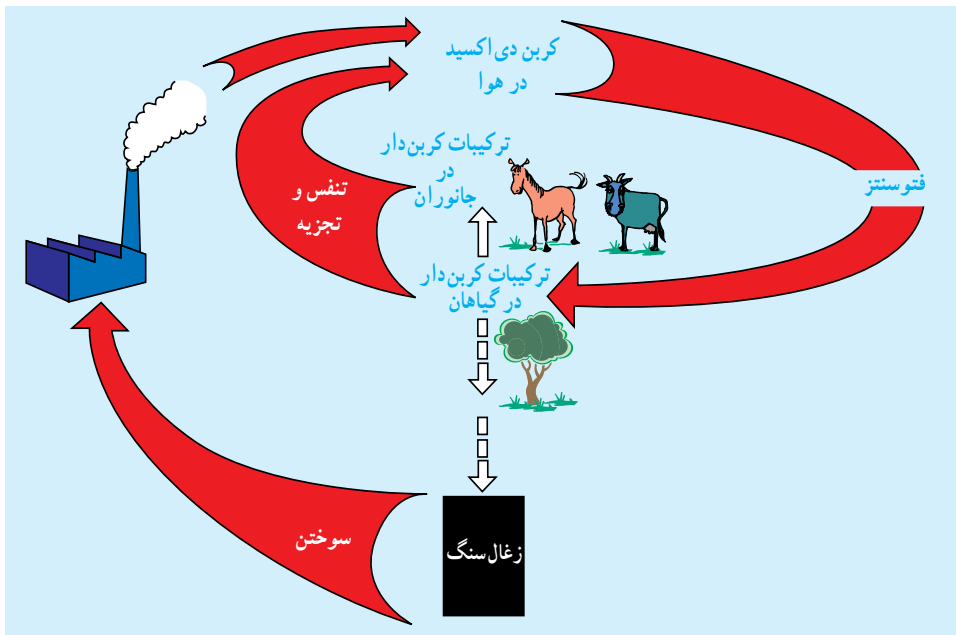 کربن دی‌اکسید
در هوا
فتوسنتز
ترکیبات کربن‌دار
در
جانوران
تنفس و
تجزیه
ترکیبات کربن‌دار
در گیاهان
سوختن
زغال‌سنگ